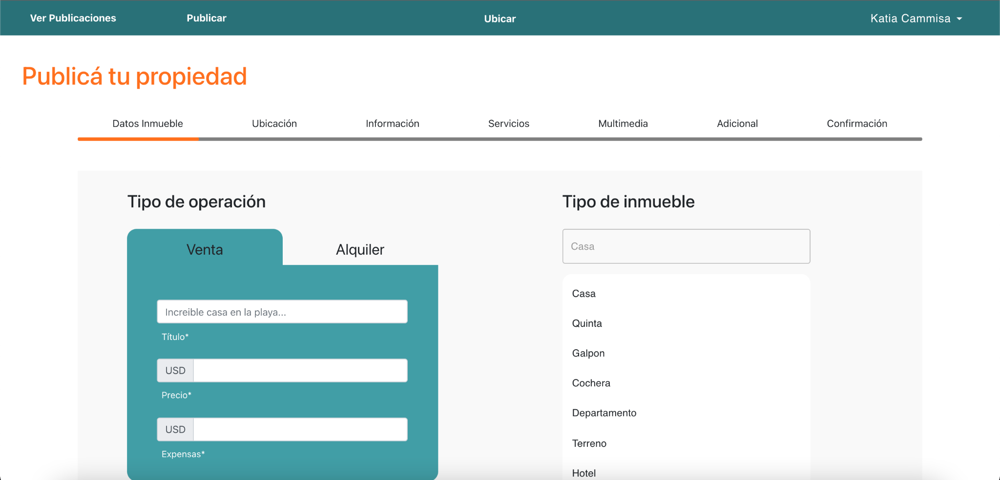 Ver Publicaciones
Publicar
Ubicar
Katia Cammisa
Publicá tu propiedad
Datos Inmueble
Ubicación
Información
Servicios
Multimedia
Adicional
Confirmación
Tipo de operación
Venta
Alquiler
Increible casa en la playa...
Título*
USD
Precio*
USD
Expensas*
Tipo de inmueble
Casa
Casa
Quinta
Galpon
Cochera
Departamento
Terreno
Hotel